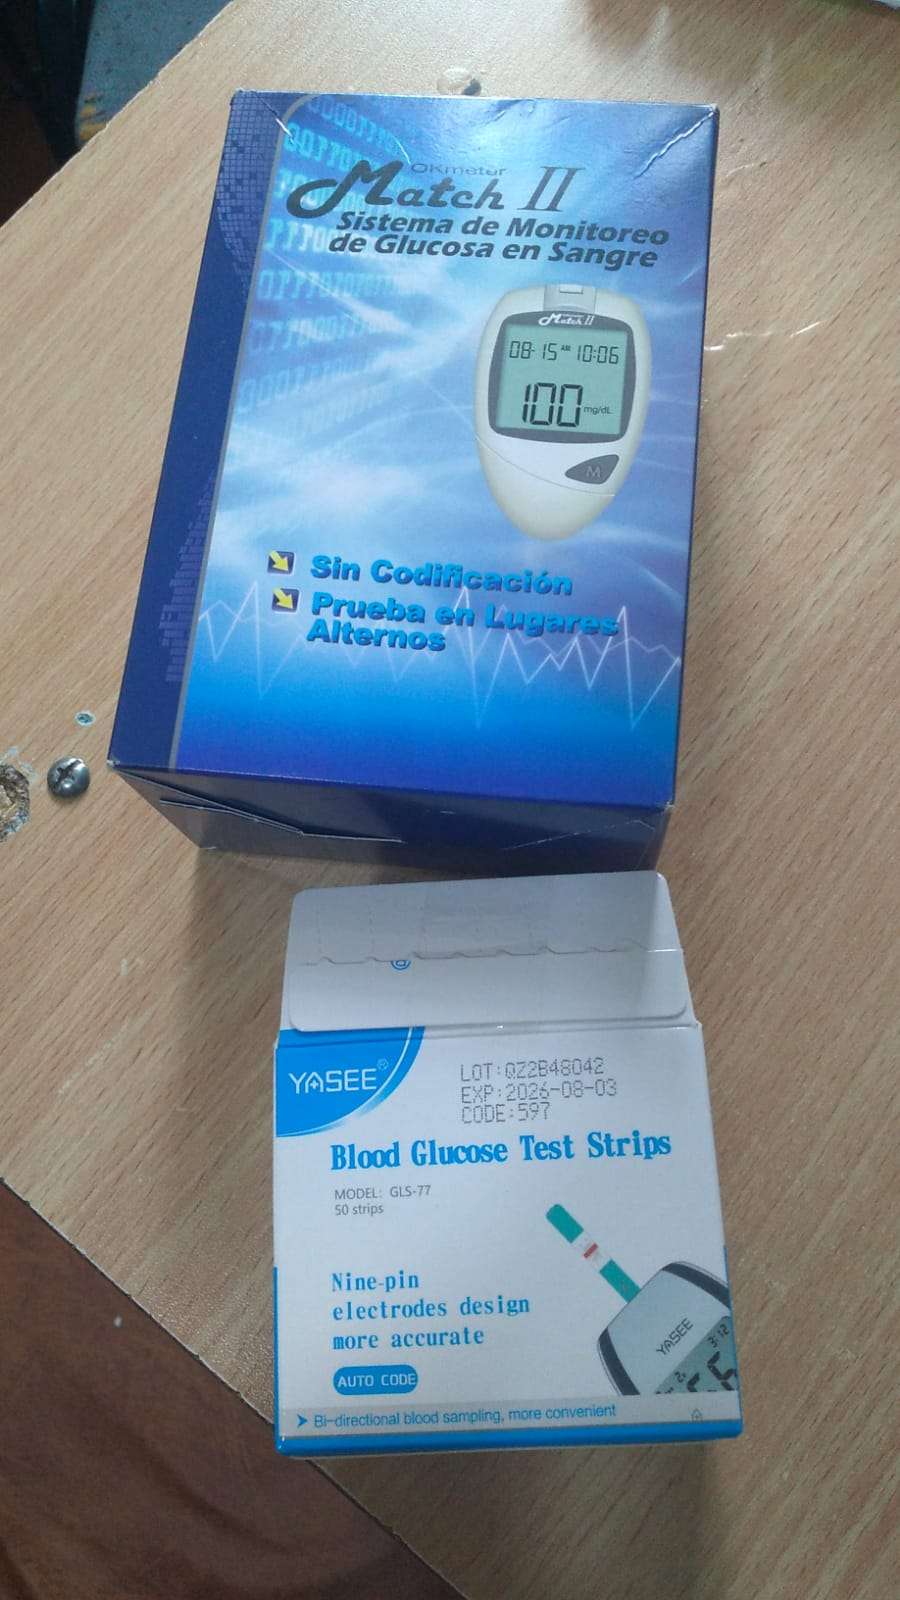 OKmeter
Match II
Sistema de Monitoreo
de Glucosa en Sangre
Match II
08-15 AM 10:06
100 mg/dL
M
Sin Codificación
Prueba en Lugares
Alternos
YASEE®
LOT:QZ2B48042
EXP:2026-08-03
CODE:597
Blood Glucose Test Strips
MODEL: GLS-77
50 strips
Nine-pin
electrodes design
more accurate
YASEE
3-12
AUTO CODE
Bi-directional blood sampling, more convenient